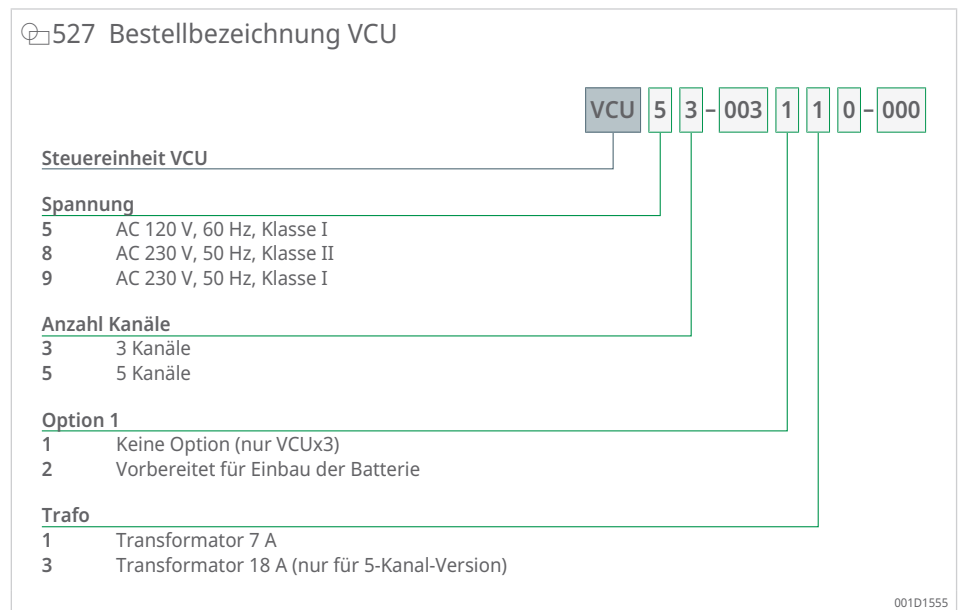 527 Bestellbezeichnung VCU
VCU 5 3 - 003 1 1 0 - 000
Steuereinheit VCU
Spannung
5 AC 120 V, 60 Hz, Klasse I
8 AC 230 V, 50 Hz, Klasse II
9 AC 230 V, 50 Hz, Klasse I
Anzahl Kanäle
3 3 Kanäle
5 5 Kanäle
Option 1
1 Keine Option (nur VCUx3)
2 Vorbereitet für Einbau der Batterie
Trafo
1 Transformator 7 A
3 Transformator 18 A (nur für 5-Kanal-Version)
001D1555